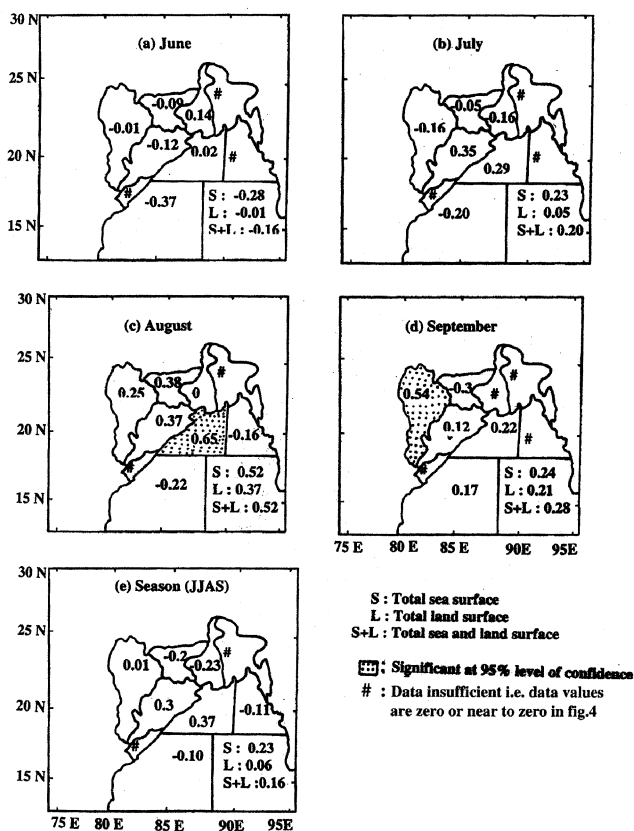 30 N
25 N
20 N
15 N
(a) June
#
-0.09
0.14
-0.01
-0.12
0.02
#
#
-0.37
S : -0.28
L : -0.01
S+L : -0.16
(b) July
#
-0.05
0.16
-0.16
0.35
0.29
#
#
-0.20
S : 0.23
L : 0.05
S+L : 0.20
30 N
25 N
20 N
15 N
(c) August
#
0.38
0
0.25
0.37
0.65
-0.16
#
-0.22
S : 0.52
L : 0.37
S+L : 0.52
(d) September
#
-0.3
#
0.54
0.12
0.22
#
#
0.17
S : 0.24
L : 0.21
S+L : 0.28
75 E 80 E 85 E 90E 95E
30 N
25 N
20 N
15 N
(e) Season (JJAS)
#
-0.2
-0.23
0.01
0.3
0.37
-0.11
#
-0.10
S : 0.23
L : 0.06
S+L :0.16
75 E 80 E 85 E 90E 95E
S : Total sea surface
L : Total land surface
S+L : Total sea and land surface
: Significant at 95% level of confidence
# : Data insufficient i.e. data values
are zero or near to zero in fig.4